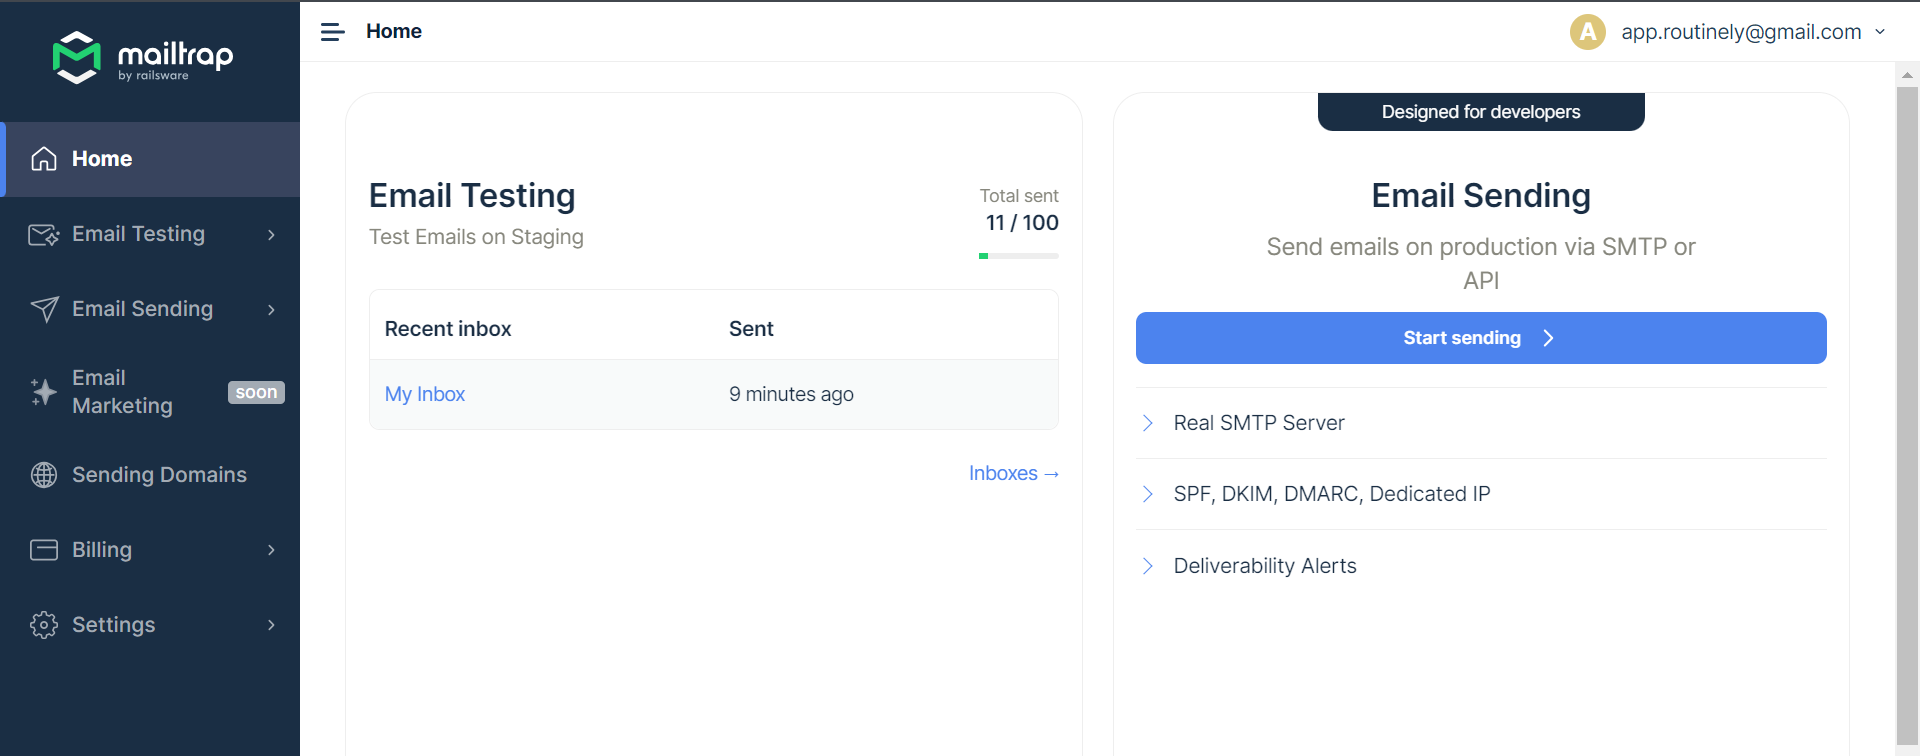 mailtrap
by railsware
Home
Email Testing
Email Sending
Email
Marketing
soon
Sending Domains
Billing
Settings
Home
A
app.routinely@gmail.com
Email Testing
Test Emails on Staging
Total sent
11 / 100
Recent inbox
Sent
My Inbox
9 minutes ago
Inboxes →
Designed for developers
Email Sending
Send emails on production via SMTP or
API
Start sending
Real SMTP Server
SPF, DKIM, DMARC, Dedicated IP
Deliverability Alerts